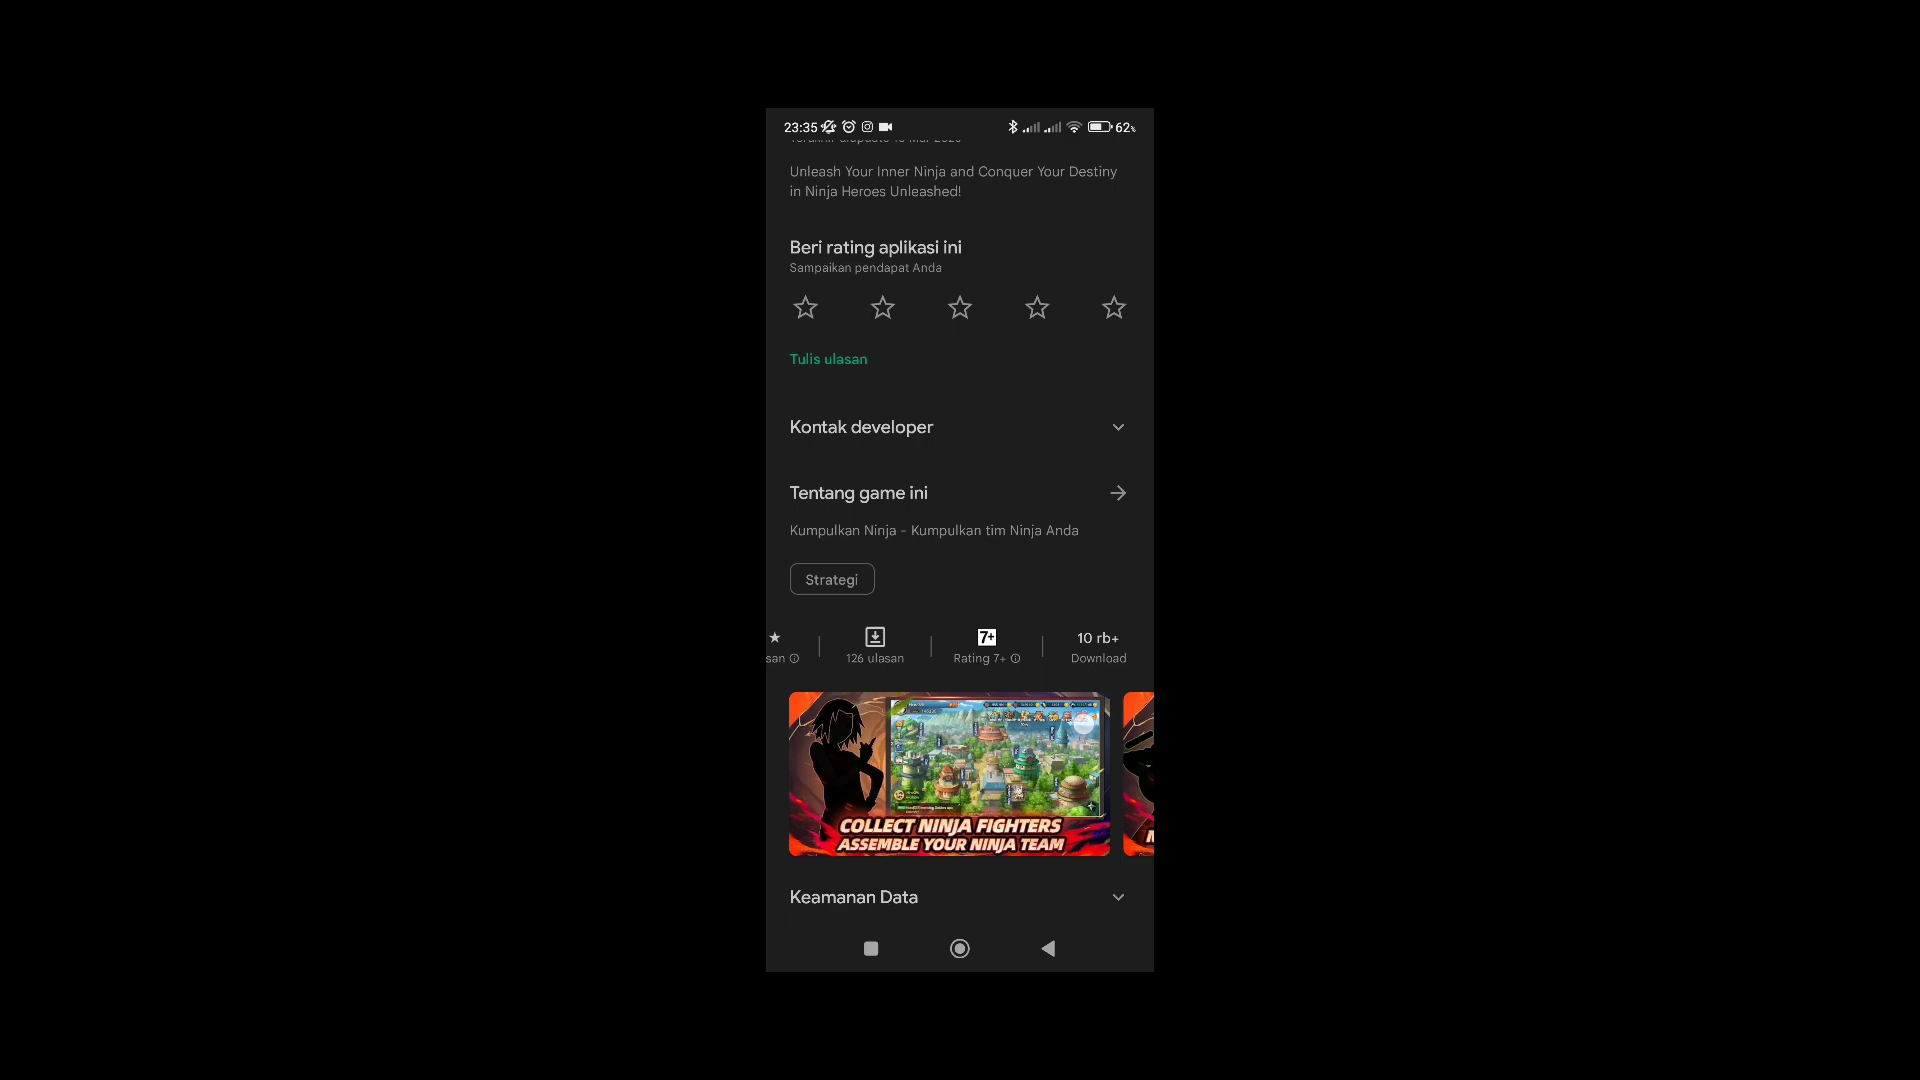 23:35
62%
Unleash Your Inner Ninja and Conquer Your Destiny
in Ninja Heroes Unleashed!
Beri rating aplikasi ini
Sampaikan pendapat Anda
Tulis ulasan
Kontak developer
Tentang game ini
Kumpulkan Ninja - Kumpulkan tim Ninja Anda
Strategi
7+
10 rb+
san
126 ulasan
Rating 7+
Download
COLLECT NINJA FIGHTERS
ASSEMBLE YOUR NINJA TEAM
Keamanan Data